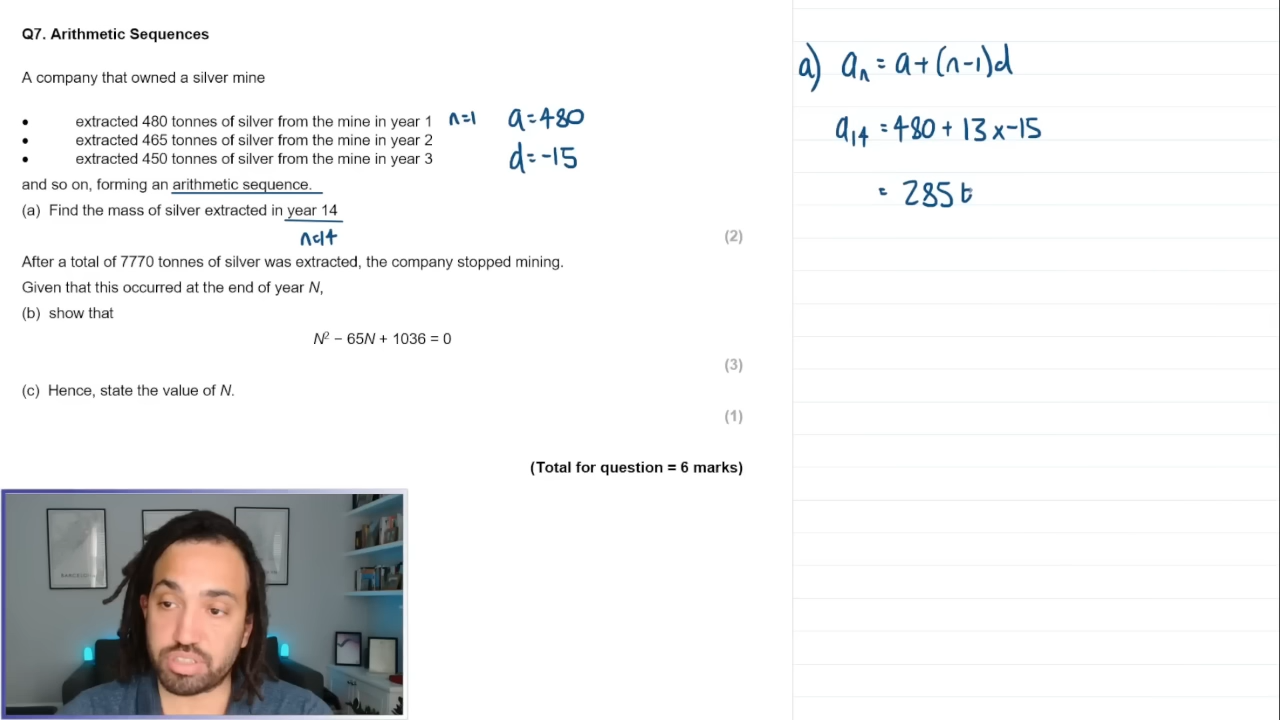 Q7. Arithmetic Sequences
A company that owned a silver mine
• extracted 480 tonnes of silver from the mine in year 1 n=1 a=480
• extracted 465 tonnes of silver from the mine in year 2
• extracted 450 tonnes of silver from the mine in year 3 d=-15
and so on, forming an arithmetic sequence.
(a) Find the mass of silver extracted in year 14
n=14
(2)
After a total of 7770 tonnes of silver was extracted, the company stopped mining.
Given that this occurred at the end of year N,
(b) show that
N² − 65N + 1036 = 0
(3)
(c) Hence, state the value of N.
(1)
(Total for question = 6 marks)
a) aₙ = a+(n-1)d
a₁₄ = 480 + 13 x -15
= 285t